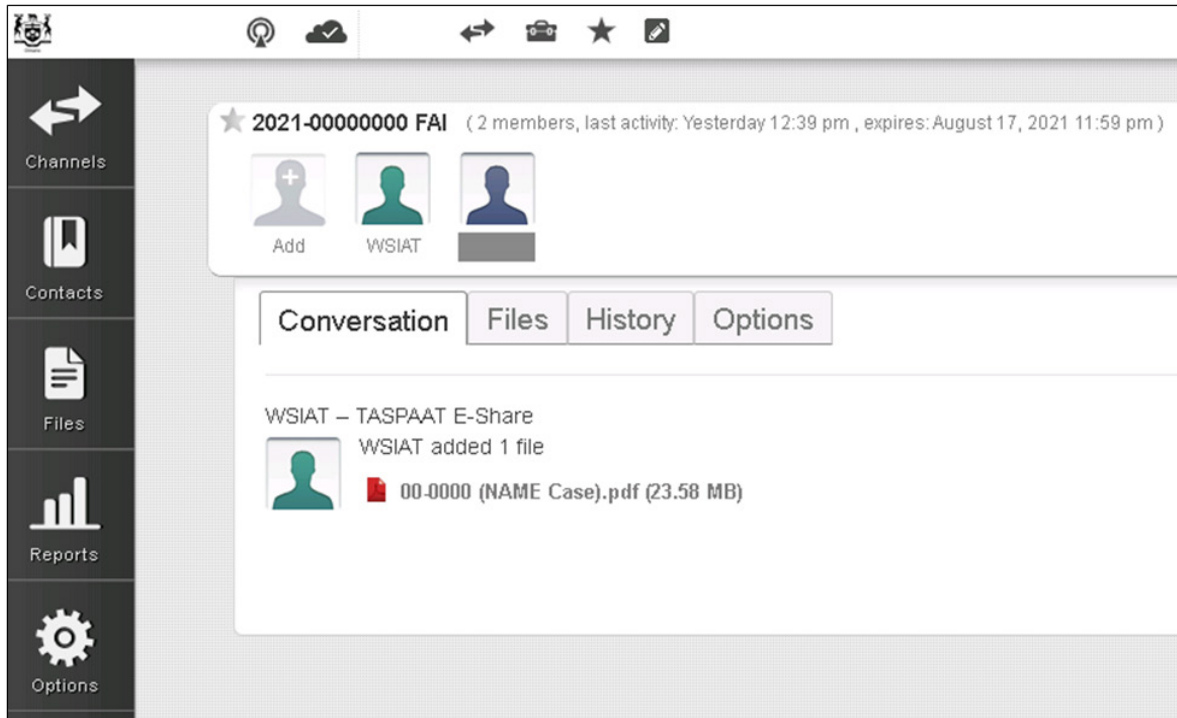 Ontario
Channels
Contacts
Files
Reports
Options
2021-00000000 FAI ( 2 members, last activity: Yesterday 12:39 pm , expires: August 17, 2021 11:59 pm )
Add
WSIAT
Conversation
Files
History
Options
WSIAT – TASPAAT E-Share
WSIAT added 1 file
00-0000 (NAME Case).pdf (23.58 MB)